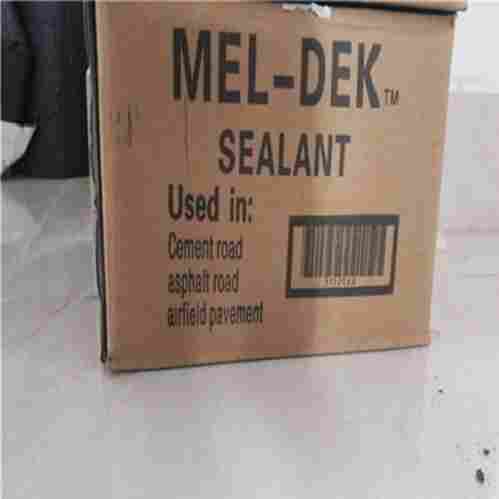 MEL-DEK™
SEALANT
Used in:
Cement road
asphalt road
airfield pavement